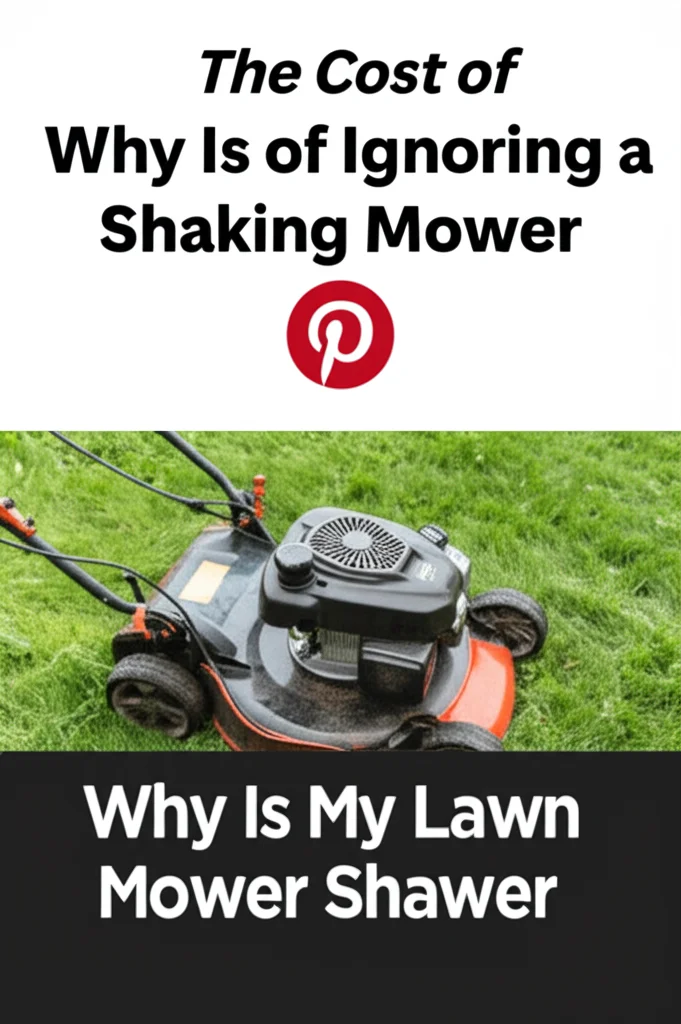 The Cost of
Why Is of Ignoring a
Shaking Mower
Why Is My Lawn
Mower Shawer